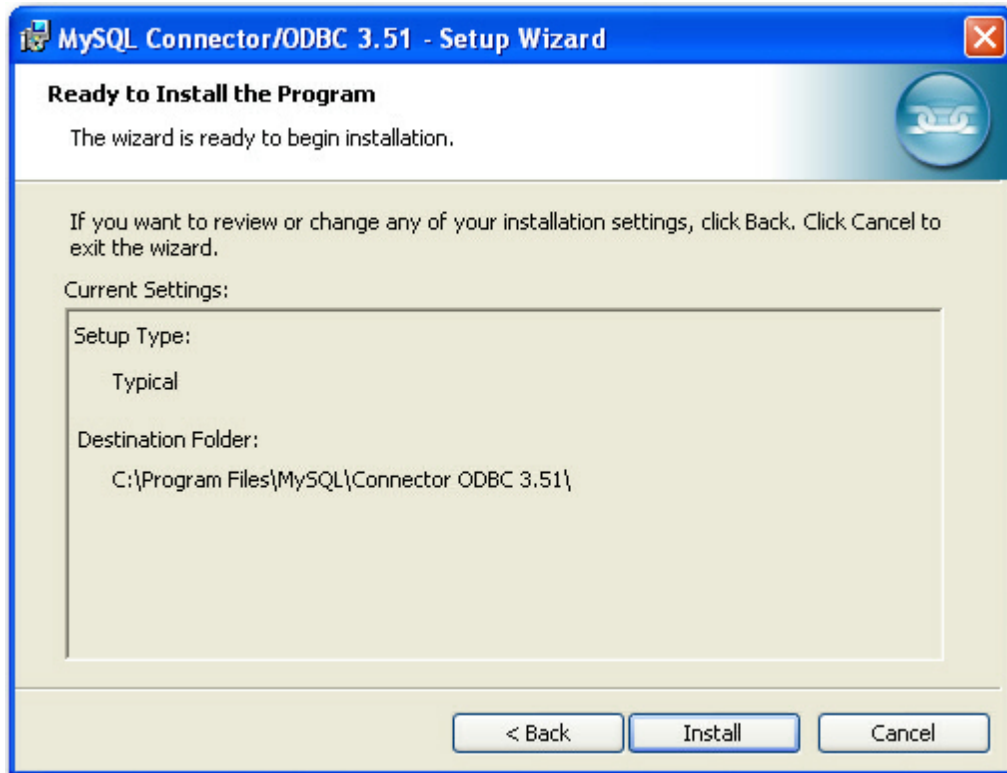 MySQL Connector/ODBC 3.51 - Setup Wizard
Ready to Install the Program
The wizard is ready to begin installation.
If you want to review or change any of your installation settings, click Back. Click Cancel to
exit the wizard.
Current Settings:
Setup Type:
Typical
Destination Folder:
C:\Program Files\MySQL\Connector ODBC 3.51\
< Back
Install
Cancel